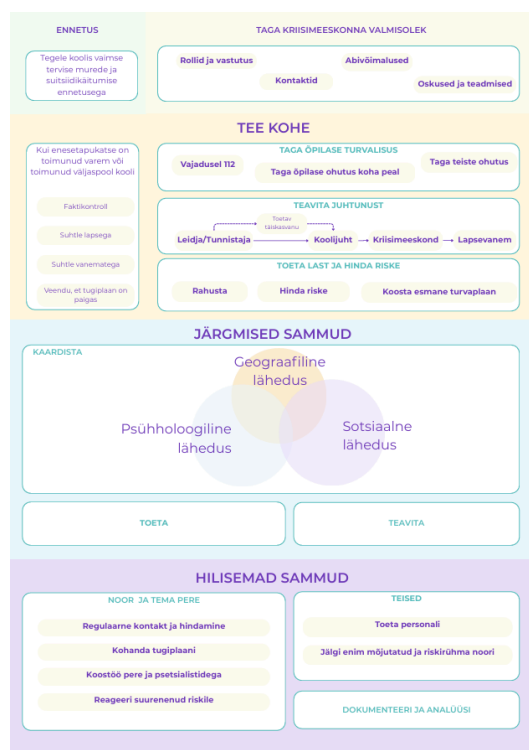 ENNETUS
Tegele koolis vaimse
tervise murede ja
suitsiidikäitumise
ennetusega
TAGA KRIISIMEESKONNA VALMISOLEK
Rollid ja vastutus
Abivõimalused
Kontaktid
Oskused ja teadmised
TEE KOHE
Kui enesetapukatse on
toimunud varem või
toimunud väljaspool kooli
Faktikontroll
Suhtle lapsega
Suhtle vanematega
Veendu, et tugiplaan on
paigas
TAGA ÕPILASE TURVALISUS
Vajadusel 112
Taga teiste ohutus
Taga õpilase ohutus koha peal
TEAVITA JUHTUNUST
Toetav
täiskasvanu
Leidja/Tunnistaja
Koolijuht
Kriisimeeskond
Lapsevanem
TOETA LAST JA HINDA RISKE
Rahusta
Hinda riske
Koosta esmane turvaplaan
JÄRGMISED SAMMUD
KAARDISTA
Geograafiline
lähedus
Psühholoogiline
lähedus
Sotsiaalne
lähedus
TOETA
TEAVITA
HILISEMAD SAMMUD
NOOR JA TEMA PERE
Regulaarne kontakt ja hindamine
Kohanda tugiplaani
Koostöö pere ja psetsialistidega
Reageeri suurenenud riskile
TEISED
Toeta personali
Jälgi enim mõjutatud ja riskirühma noori
DOKUMENTEERI JA ANALÜÜSI